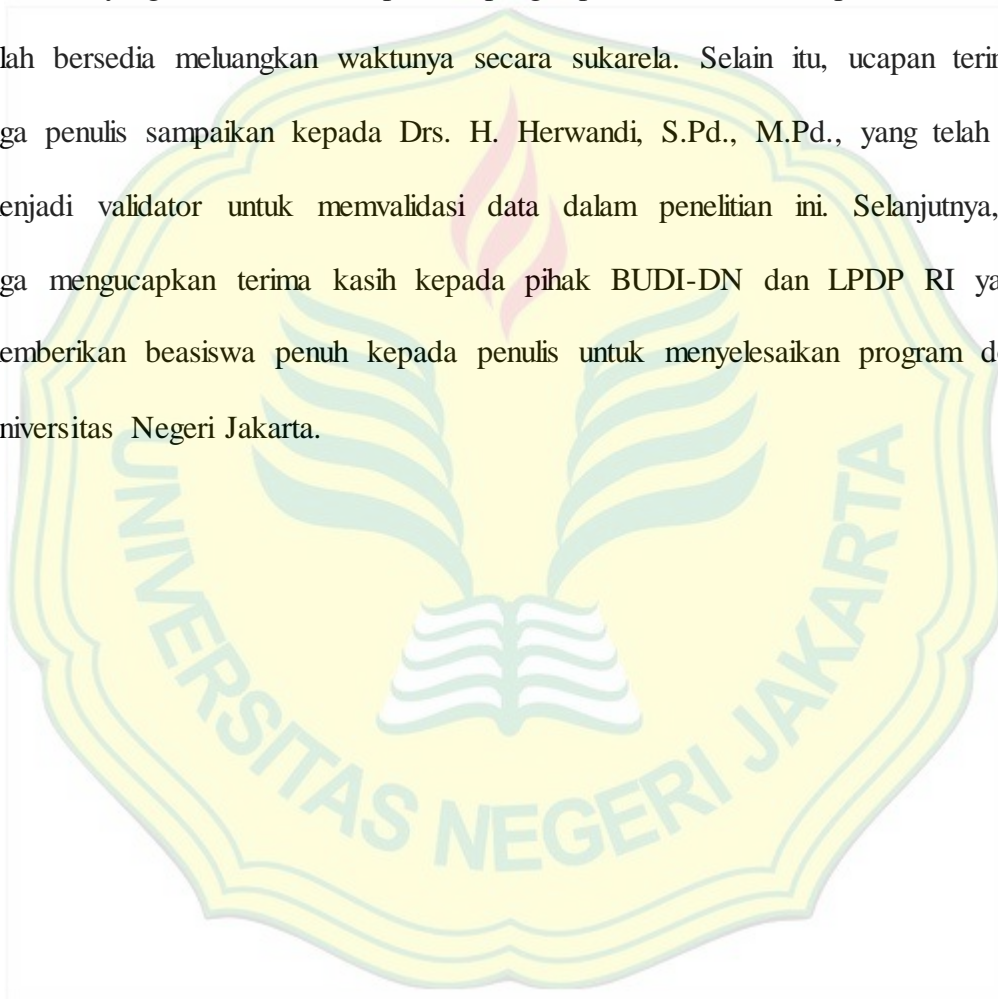 lah bersedia meluangkan waktunya secara sukarela. Selain itu, ucapan terin
ga penulis sampaikan kepada Drs. H. Herwandi, S.Pd., M.Pd., yang telah
enjadi validator untuk memvalidasi data dalam penelitian ini. Selanjutnya,
ga mengucapkan terima kasih kepada pihak BUDI-DN dan LPDP RI ya
emberikan beasiswa penuh kepada penulis untuk menyelesaikan program d
niversitas Negeri Jakarta.
UNIVERSITAS NEGERI JAKARTA